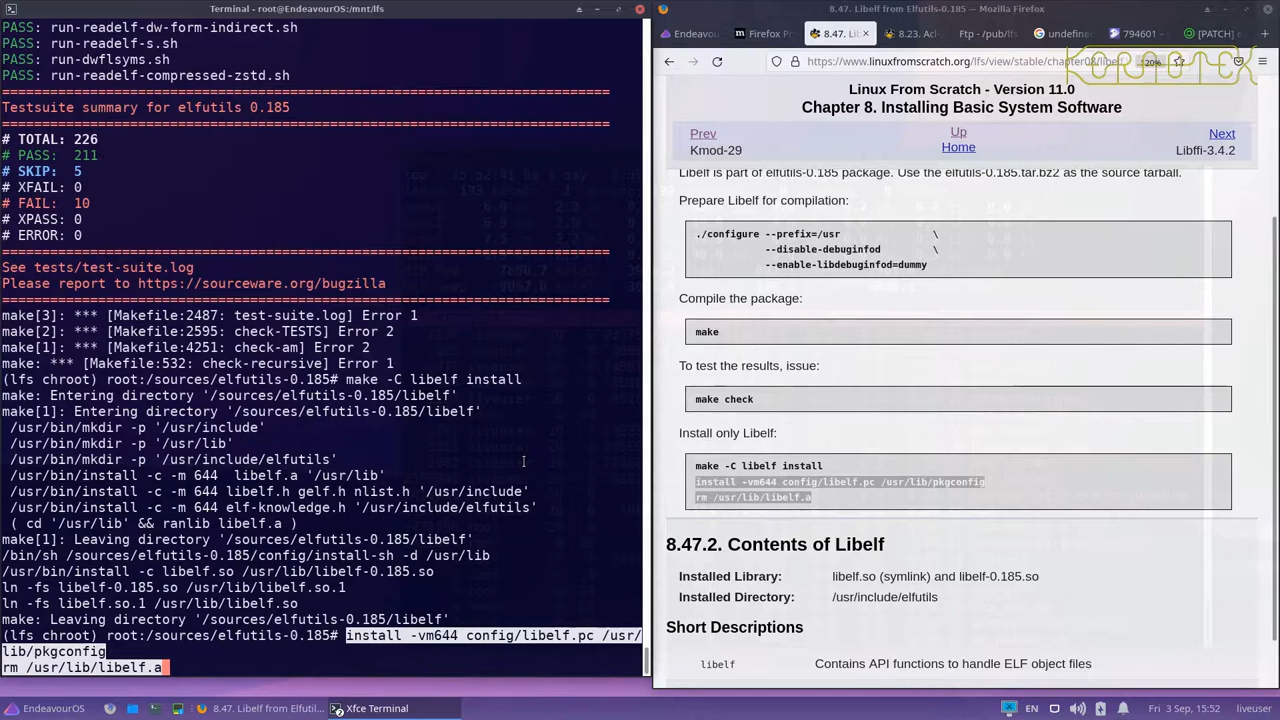 Terminal - root@EndeavourOS:/mnt/lfs
PASS: run-readelf-dw-form-indirect.sh
PASS: run-readelf-s.sh
PASS: run-dwflsyms.sh
PASS: run-readelf-compressed-zstd.sh
============================================================================
Testsuite summary for elfutils 0.185
============================================================================
# TOTAL: 226
# PASS:  211
# SKIP:  5
# XFAIL: 0
# FAIL:  10
# XPASS: 0
# ERROR: 0
============================================================================
See tests/test-suite.log
Please report to https://sourceware.org/bugzilla
============================================================================
make[3]: *** [Makefile:2487: test-suite.log] Error 1
make[2]: *** [Makefile:2595: check-TESTS] Error 2
make[1]: *** [Makefile:4251: check-am] Error 2
make: *** [Makefile:532: check-recursive] Error 1
(lfs chroot) root:/sources/elfutils-0.185# make -C libelf install
make: Entering directory '/sources/elfutils-0.185/libelf'
make[1]: Entering directory '/sources/elfutils-0.185/libelf'
/usr/bin/mkdir -p '/usr/include'
/usr/bin/mkdir -p '/usr/lib'
/usr/bin/mkdir -p '/usr/include/elfutils'
/usr/bin/install -c -m 644  libelf.a '/usr/lib'
/usr/bin/install -c -m 644 libelf.h gelf.h nlist.h '/usr/include'
/usr/bin/install -c -m 644 elf-knowledge.h '/usr/include/elfutils'
( cd '/usr/lib' && ranlib libelf.a )
make[1]: Leaving directory '/sources/elfutils-0.185/libelf'
/bin/sh /sources/elfutils-0.185/config/install-sh -d /usr/lib
/usr/bin/install -c libelf.so /usr/lib/libelf-0.185.so
ln -fs libelf-0.185.so /usr/lib/libelf.so.1
ln -fs libelf.so.1 /usr/lib/libelf.so
make: Leaving directory '/sources/elfutils-0.185/libelf'
(lfs chroot) root:/sources/elfutils-0.185# install -vm644 config/libelf.pc /usr/
lib/pkgconfig
rm /usr/lib/libelf.a
8.47. Libelf from Elfutils-0.185 — Mozilla Firefox
Endeavou
Firefox Pr
8.47. Lib
8.23. Acl-
Ftp - /pub/lfs
undefined
794601 -
[PATCH] e
https://www.linuxfromscratch.org/lfs/view/stable/chapter08/libelf
120%
Linux From Scratch - Version 11.0
Chapter 8. Installing Basic System Software
Prev
Up
Next
Kmod-29
Home
Libffi-3.4.2
Libelf is part of elfutils-0.185 package. Use the elfutils-0.185.tar.bz2 as the source tarball.
Prepare Libelf for compilation:
./configure --prefix=/usr                \
--disable-debuginfod         \
--enable-libdebuginfod=dummy
Compile the package:
make
To test the results, issue:
make check
Install only Libelf:
make -C libelf install
install -vm644 config/libelf.pc /usr/lib/pkgconfig
rm /usr/lib/libelf.a
8.47.2. Contents of Libelf
Installed Library: libelf.so (symlink) and libelf-0.185.so
Installed Directory: /usr/include/elfutils
Short Descriptions
libelf Contains API functions to handle ELF object files
EndeavourOS
8.47. Libelf from Elfutil...
Xfce Terminal
EN
Fri 3 Sep, 15:52
liveuser